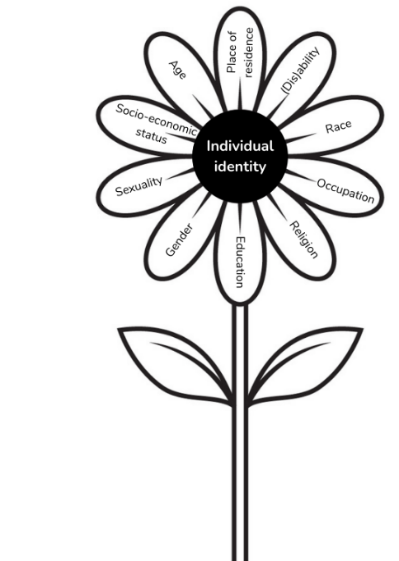 Place of
residence
(Dis)ability
Race
Occupation
Religion
Education
Gender
Sexuality
Socio-economic
status
Age
Individual
identity